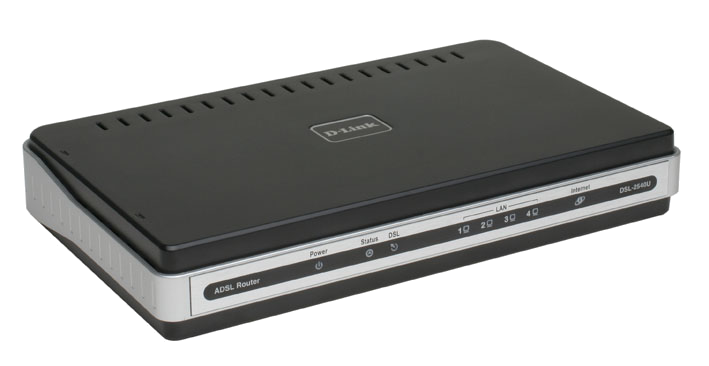 D-Link
DSL-2540U
Internet
LAN
1 2 3 4
Status DSL
Power
ADSL Router